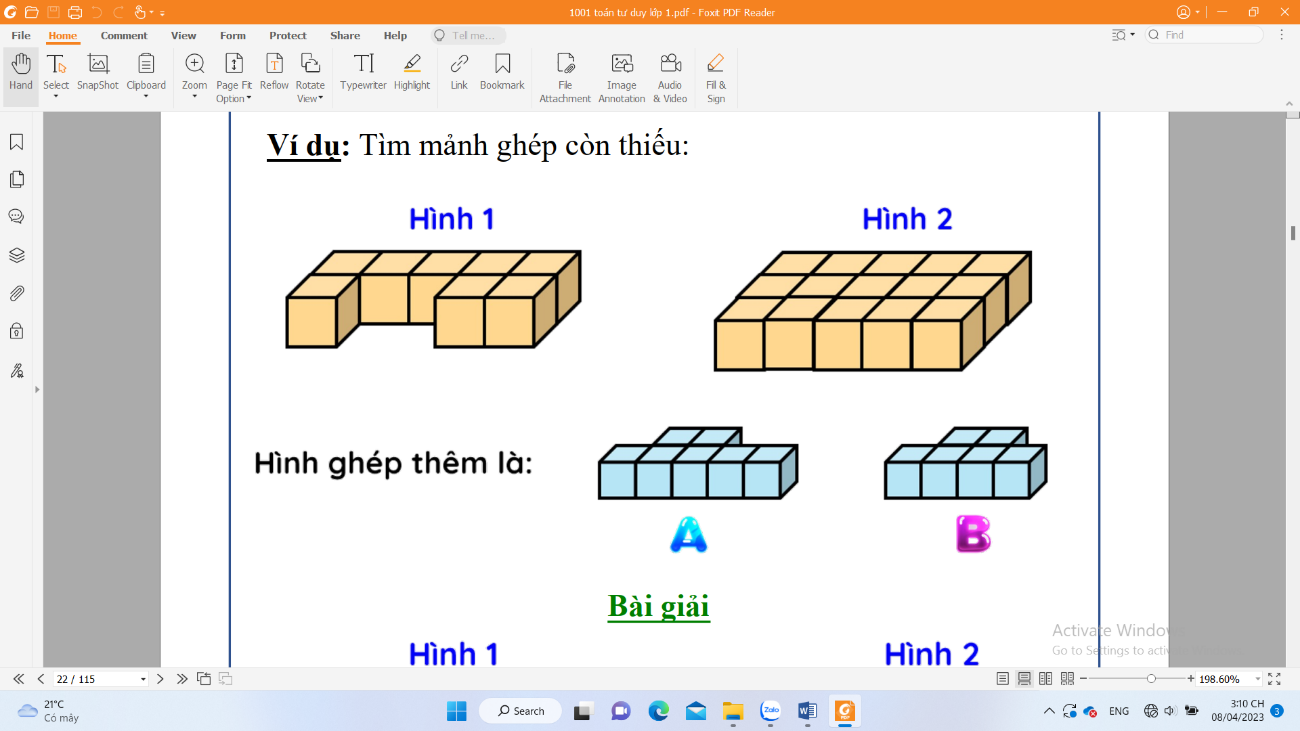 1001 toán tư duy lớp 1.pdf - Foxit PDF Reader
File Home Comment View Form Protect Share Help Tell me... Find
Hand Select SnapShot Clipboard Zoom Page Fit Option Reflow Rotate View Typewriter Highlight Link Bookmark File Attachment Image Annotation Audio & Video Fill & Sign
Ví dụ: Tìm mảnh ghép còn thiếu:
Hình 1 Hình 2
Hình ghép thêm là:
A B
Bài giải
Hình 1 Hình 2
Activate Windows
Go to Settings to activate Windows.
22 / 115 198.60%
21°C
Có mây
Search
Zalo
ENG
3:10 CH
08/04/2023
3